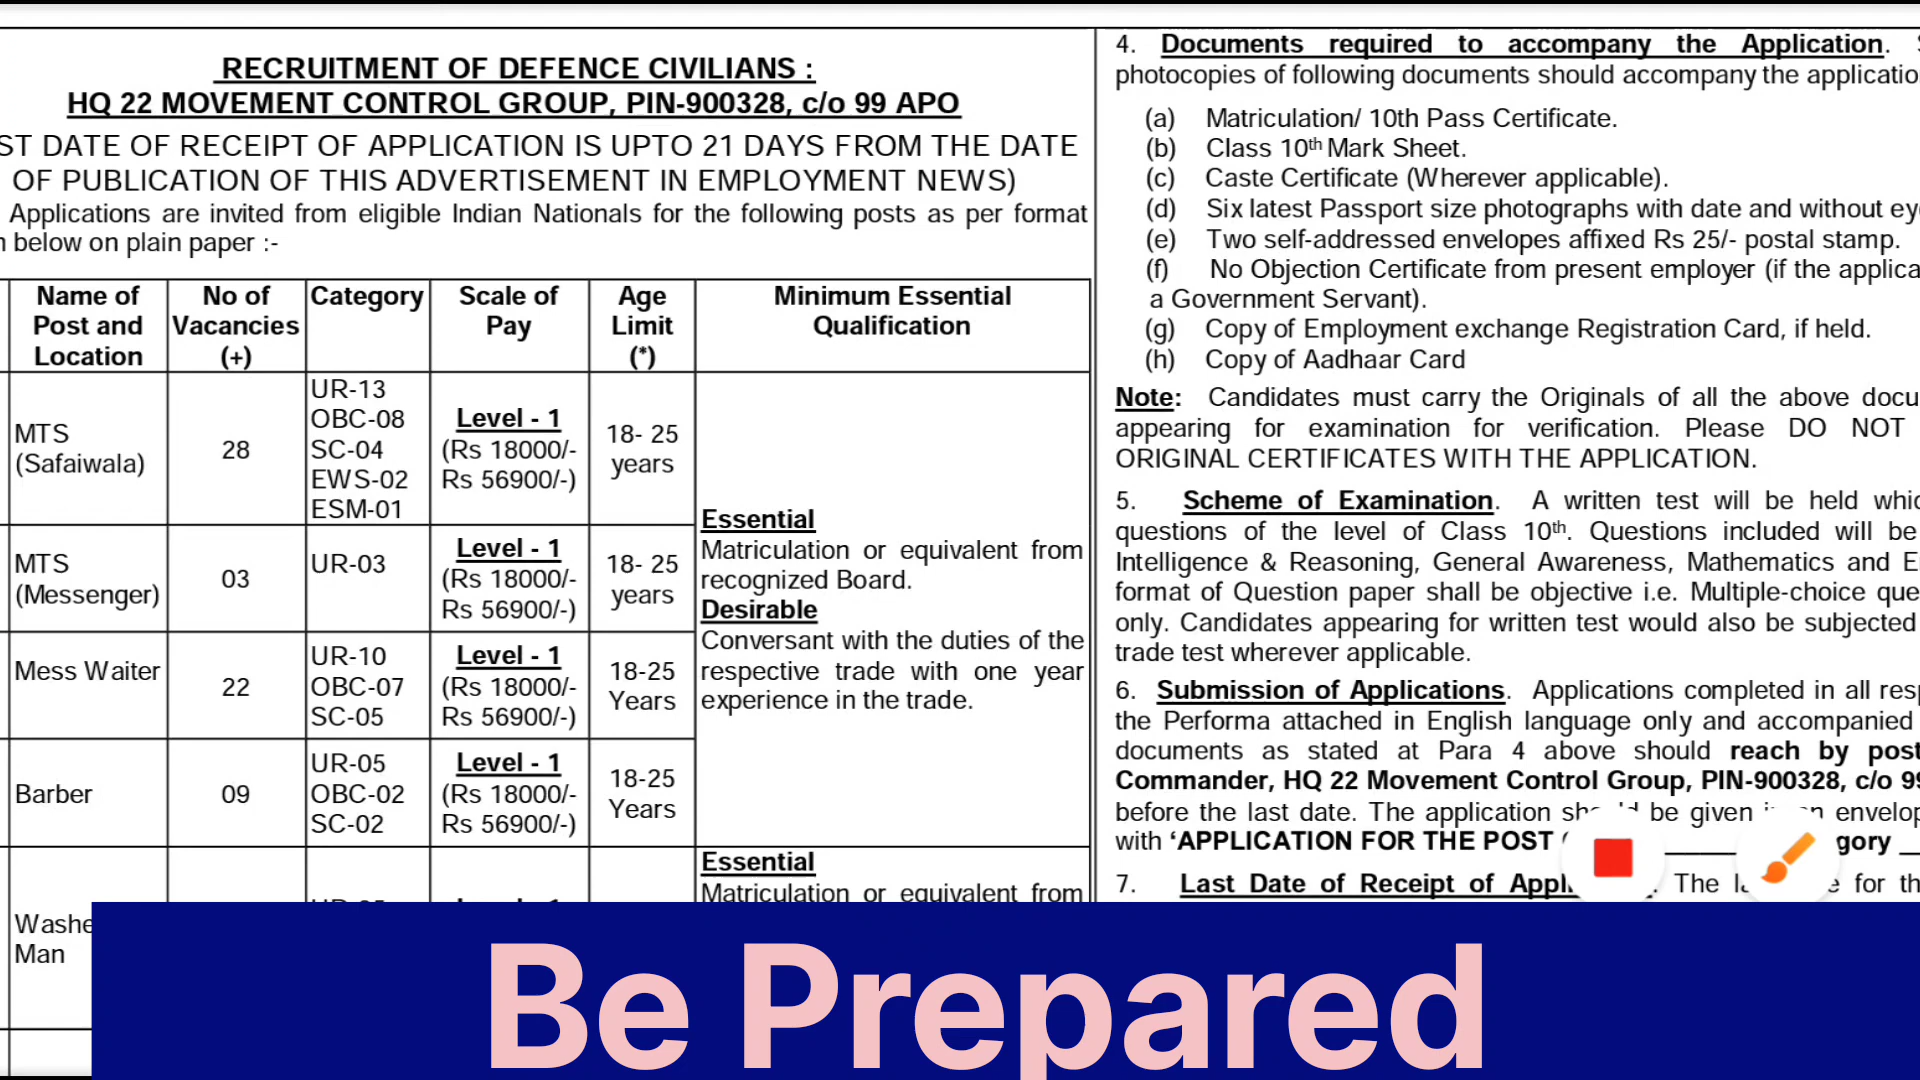 RECRUITMENT OF DEFENCE CIVILIANS :
HQ 22 MOVEMENT CONTROL GROUP, PIN-900328, c/o 99 APO
ST DATE OF RECEIPT OF APPLICATION IS UPTO 21 DAYS FROM THE DATE
OF PUBLICATION OF THIS ADVERTISEMENT IN EMPLOYMENT NEWS)
Applications are invited from eligible Indian Nationals for the following posts as per format
below on plain paper :-
Name of Post and Location
No of Vacancies (+)
Category
Scale of Pay
Age Limit (*)
Minimum Essential Qualification
MTS
(Safaiwala)
28
UR-13
OBC-08
SC-04
EWS-02
ESM-01
Level - 1
(Rs 18000/-
Rs 56900/-)
18- 25
years
MTS
(Messenger)
03
UR-03
Level - 1
(Rs 18000/-
Rs 56900/-)
18- 25
years
Mess Waiter
22
UR-10
OBC-07
SC-05
Level - 1
(Rs 18000/-
Rs 56900/-)
18-25
Years
Barber
09
UR-05
OBC-02
SC-02
Level - 1
(Rs 18000/-
Rs 56900/-)
18-25
Years
Essential
Matriculation or equivalent from
recognized Board.
Desirable
Conversant with the duties of the
respective trade with one year
experience in the trade.
Washe
Man
Essential
Matriculation or equivalent from
4. Documents required to accompany the Application.
photocopies of following documents should accompany the applicatio
(a) Matriculation/ 10th Pass Certificate.
(b) Class 10th Mark Sheet.
(c) Caste Certificate (Wherever applicable).
(d) Six latest Passport size photographs with date and without ey
(e) Two self-addressed envelopes affixed Rs 25/- postal stamp.
(f) No Objection Certificate from present employer (if the applica
a Government Servant).
(g) Copy of Employment exchange Registration Card, if held.
(h) Copy of Aadhaar Card
Note: Candidates must carry the Originals of all the above docu
appearing for examination for verification. Please DO NOT
ORIGINAL CERTIFICATES WITH THE APPLICATION.
5. Scheme of Examination. A written test will be held whic
questions of the level of Class 10th. Questions included will be
Intelligence & Reasoning, General Awareness, Mathematics and E
format of Question paper shall be objective i.e. Multiple-choice que
only. Candidates appearing for written test would also be subjected
trade test wherever applicable.
6. Submission of Applications. Applications completed in all resp
the Performa attached in English language only and accompanied
documents as stated at Para 4 above should reach by post
Commander, HQ 22 Movement Control Group, PIN-900328, c/o 99
before the last date. The application be given envelop
with ‘APPLICATION FOR THE POST gory
7. Last Date of Receipt of Appli The for th
Be Prepared